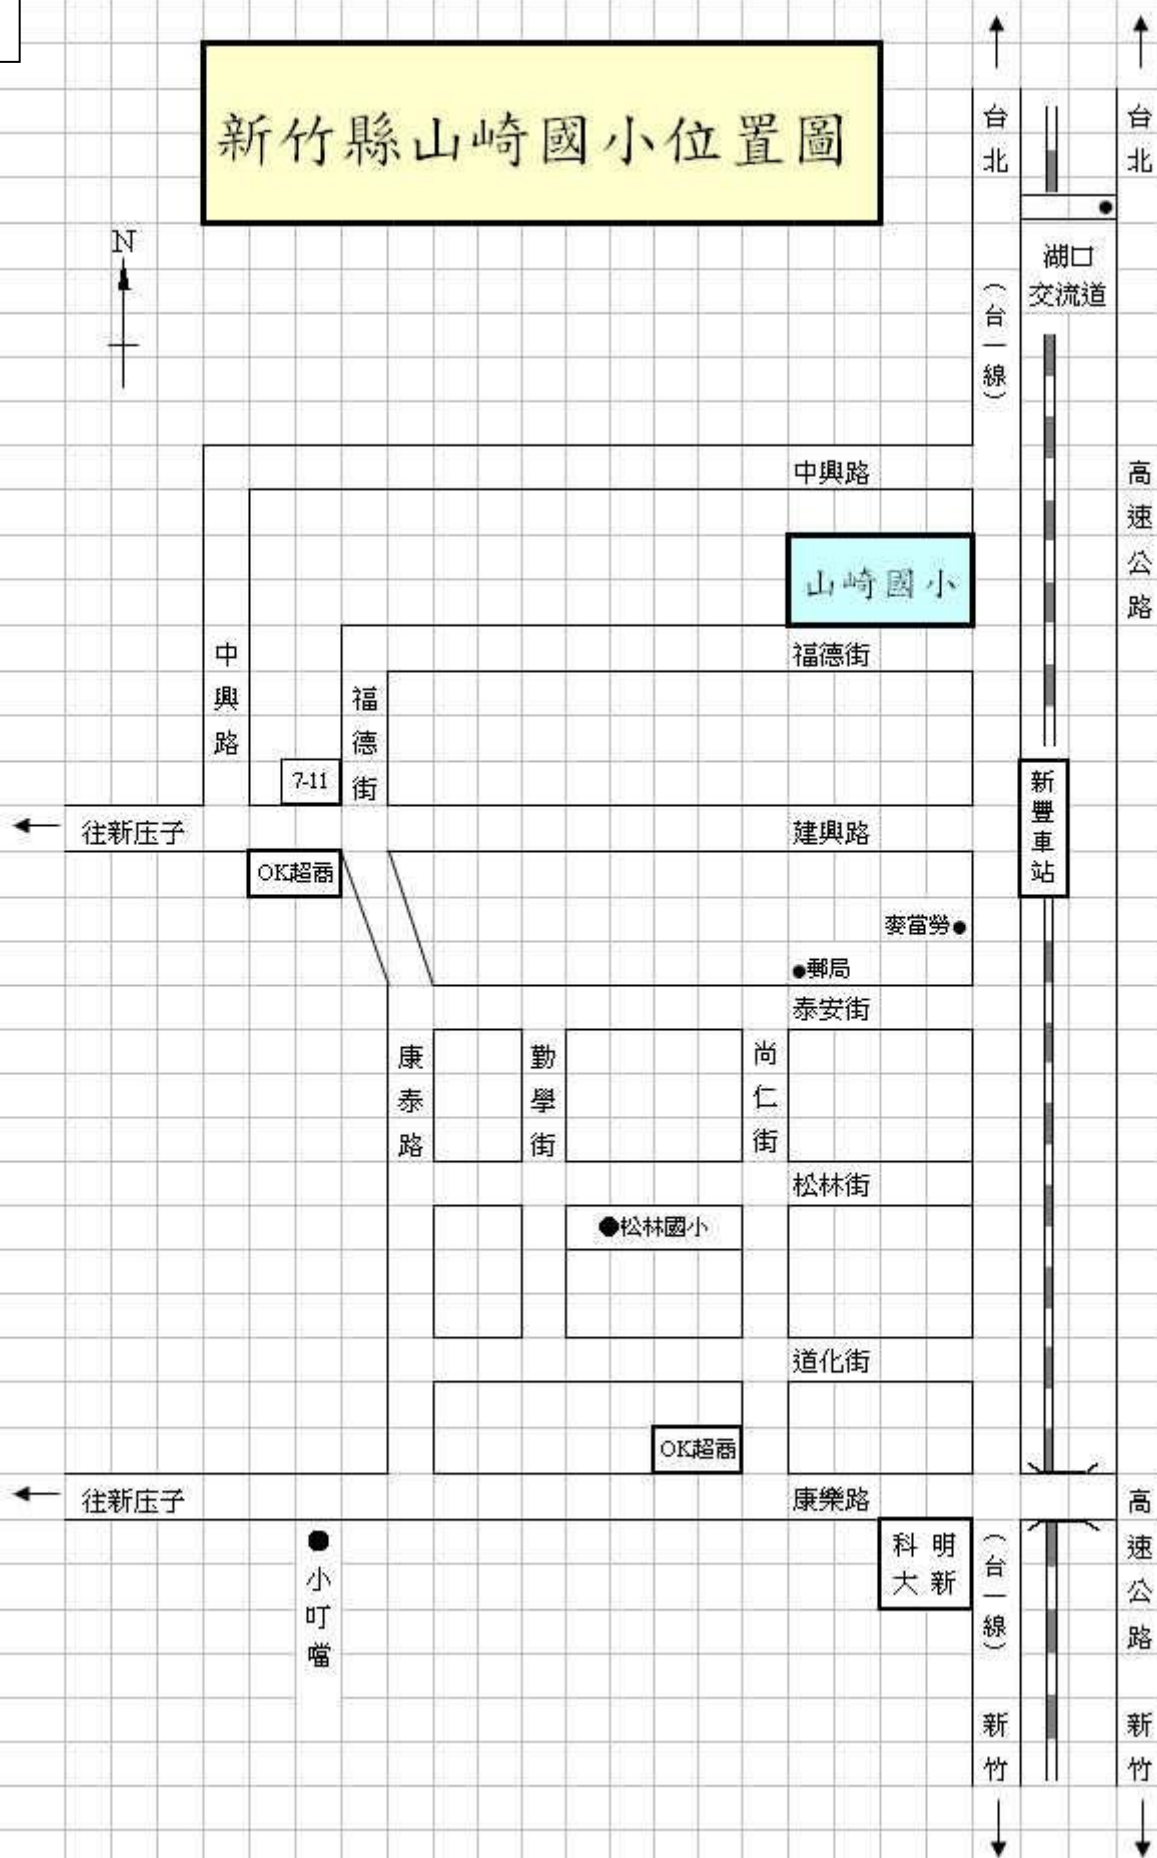 新竹縣山崎國小位置圖
N
台北
台北
湖口
交流道
(台一線)
中興路
高速公路
山崎國小
福德街
中興路
福德街
7-11
新豐車站
往新庄子
建興路
OK超商
麥當勞
郵局
泰安街
康泰路
勤學街
尚仁街
松林街
松林國小
道化街
OK超商
往新庄子
康樂路
高速公路
明新
科大
(台一線)
小叮噹
新竹
新竹